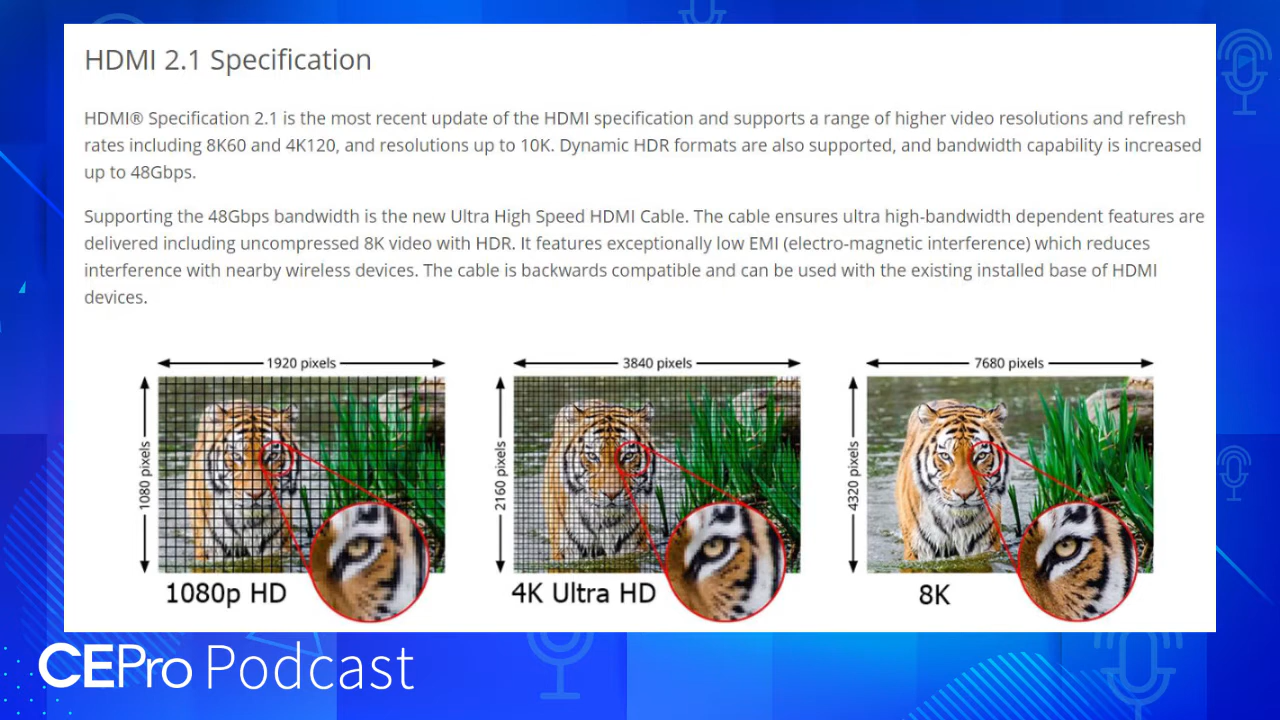 HDMI 2.1 Specification
HDMI® Specification 2.1 is the most recent update of the HDMI specification and supports a range of higher video resolutions and refresh
rates including 8K60 and 4K120, and resolutions up to 10K. Dynamic HDR formats are also supported, and bandwidth capability is increased
up to 48Gbps.
Supporting the 48Gbps bandwidth is the new Ultra High Speed HDMI Cable. The cable ensures ultra high-bandwidth dependent features are
delivered including uncompressed 8K video with HDR. It features exceptionally low EMI (electro-magnetic interference) which reduces
interference with nearby wireless devices. The cable is backwards compatible and can be used with the existing installed base of HDMI
devices.
1920 pixels
1080 pixels
1080p HD
3840 pixels
2160 pixels
4K Ultra HD
7680 pixels
4320 pixels
8K
CEPro Podcast